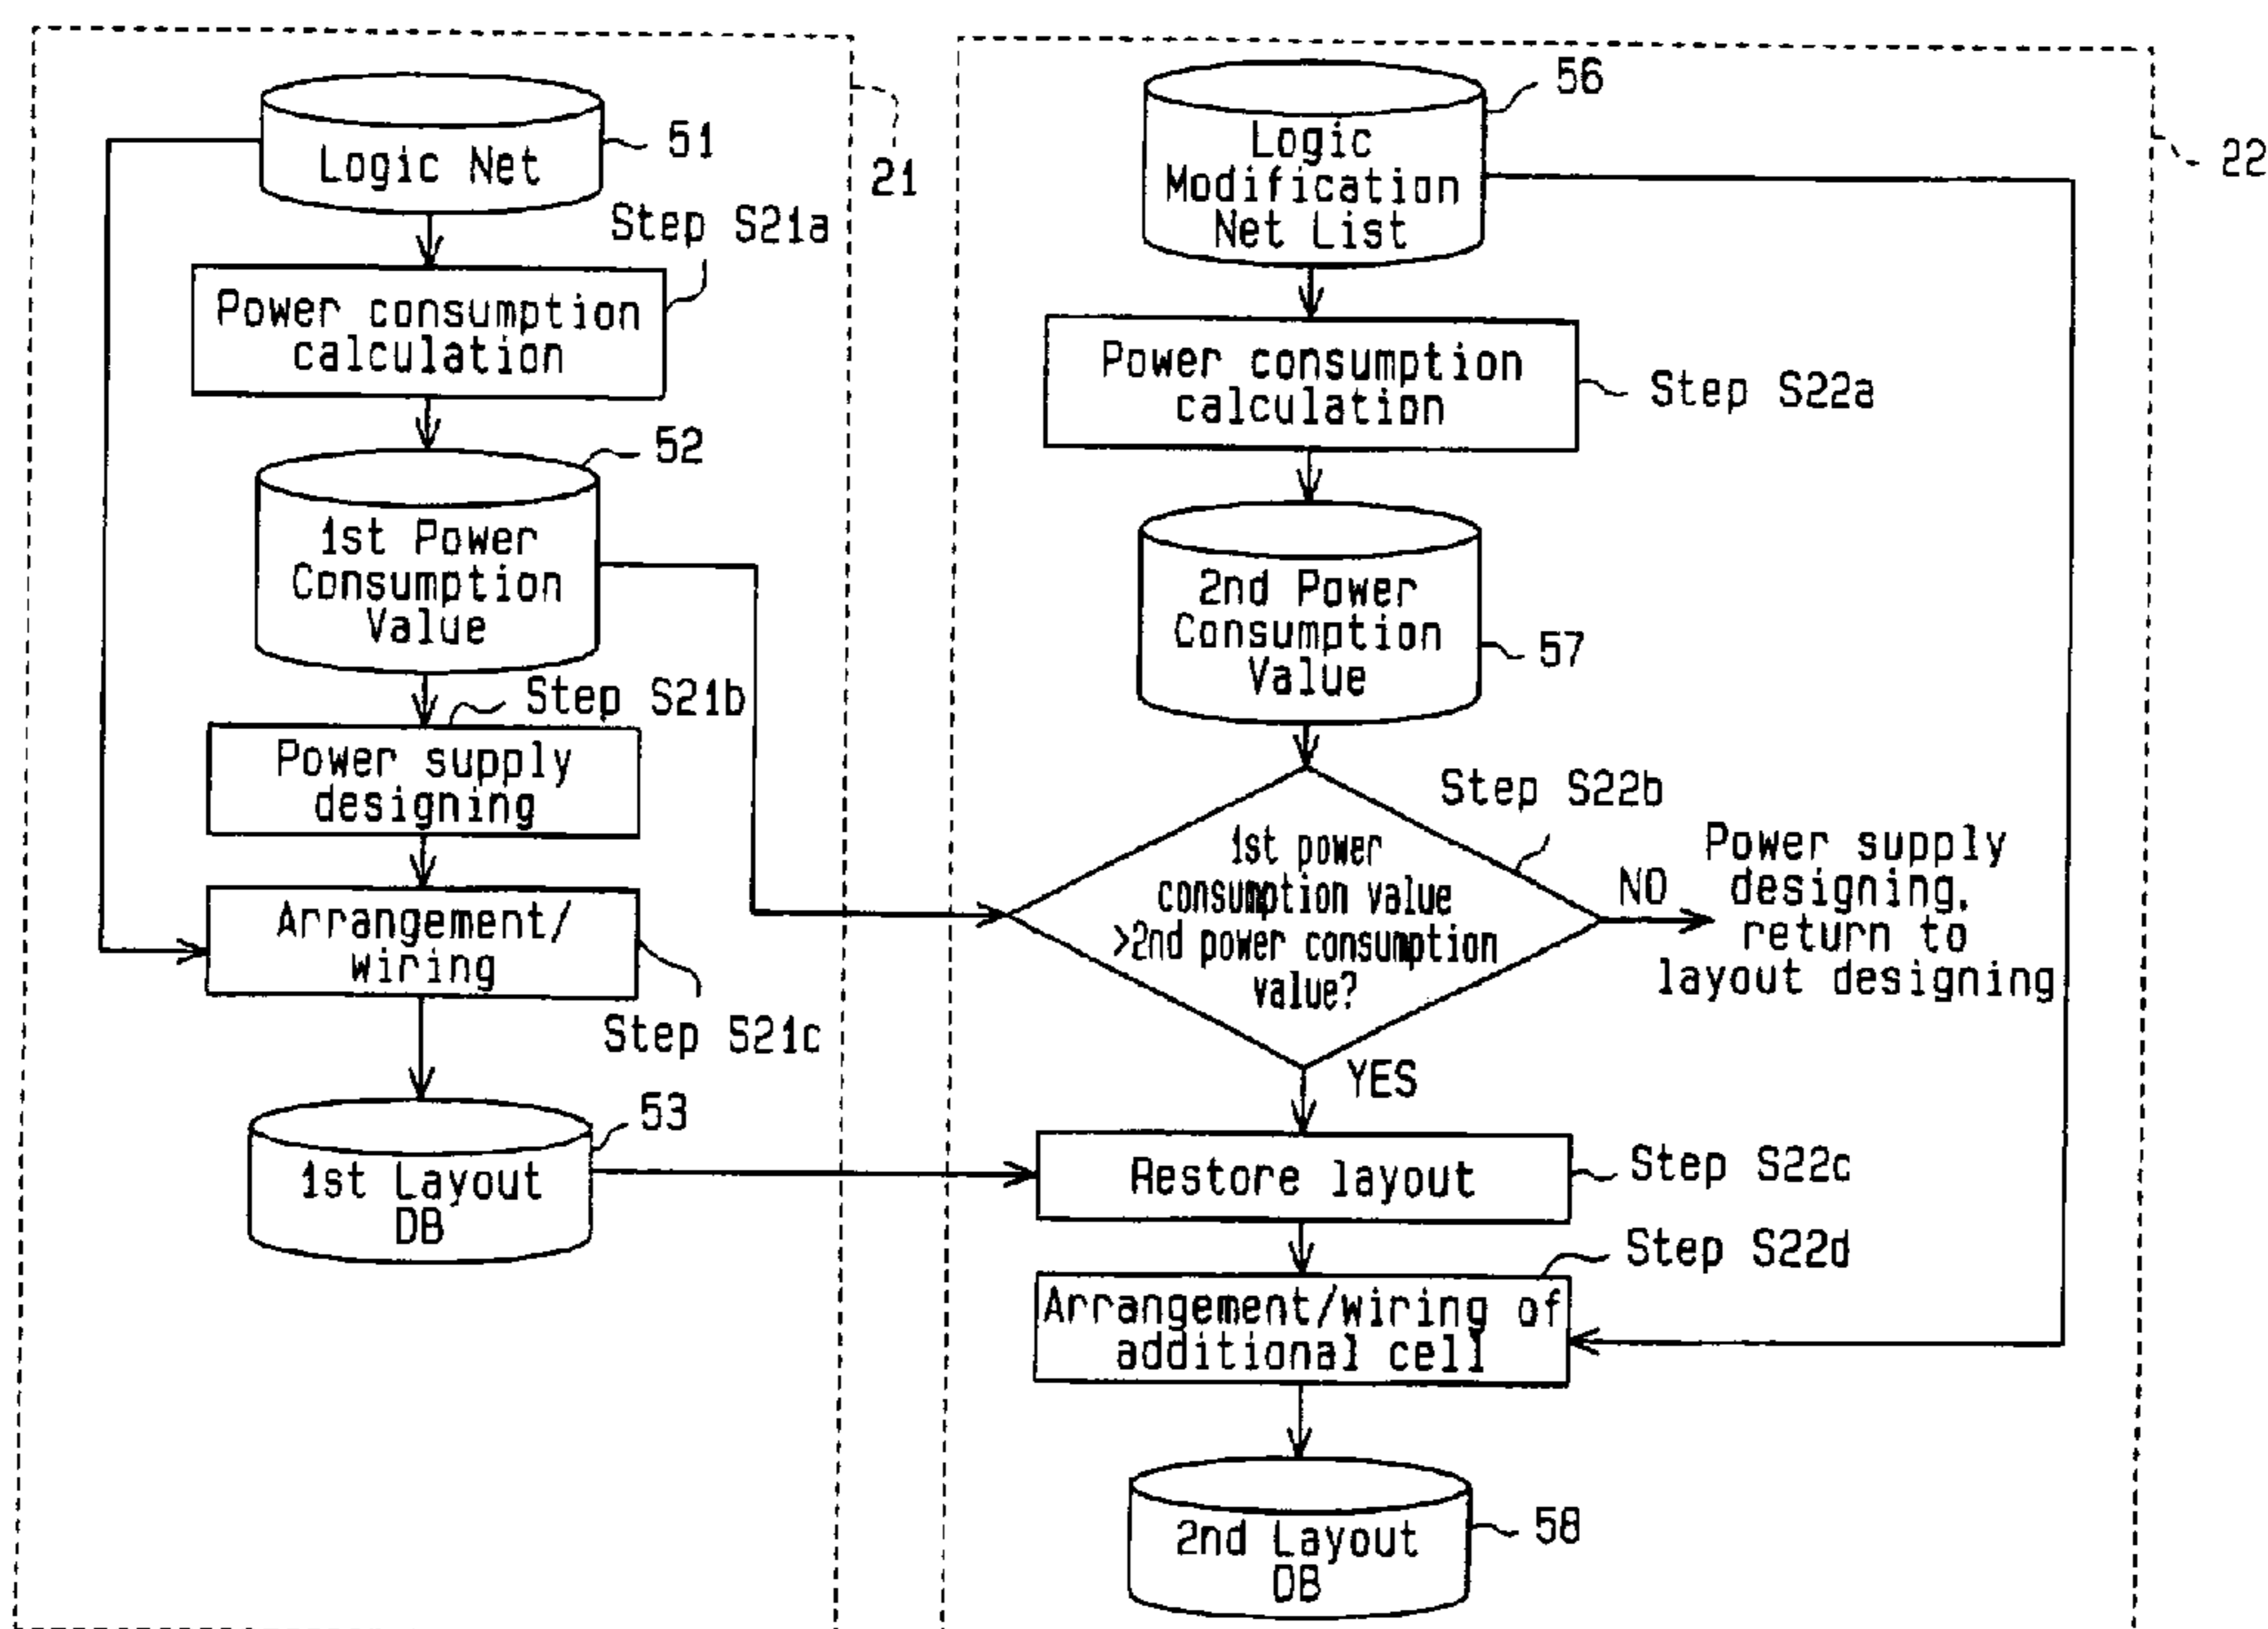 Logic Net
51
21
Step S21a
Power consumption
calculation
52
1st Power
Consumption
Value
Step S21b
Power supply
designing
Arrangement/
wiring
Step S21c
53
1st Layout
DB
56
Logic
Modification
Net List
22
Power consumption
calculation
Step S22a
2nd Power
Consumption
Value
57
Step S22b
1st power
consumption value
>2nd power consumption
value?
NO
Power supply
designing,
return to
layout designing
YES
Restore layout
Step S22c
Step S22d
Arrangement/wiring of
additional cell
2nd Layout
DB
58